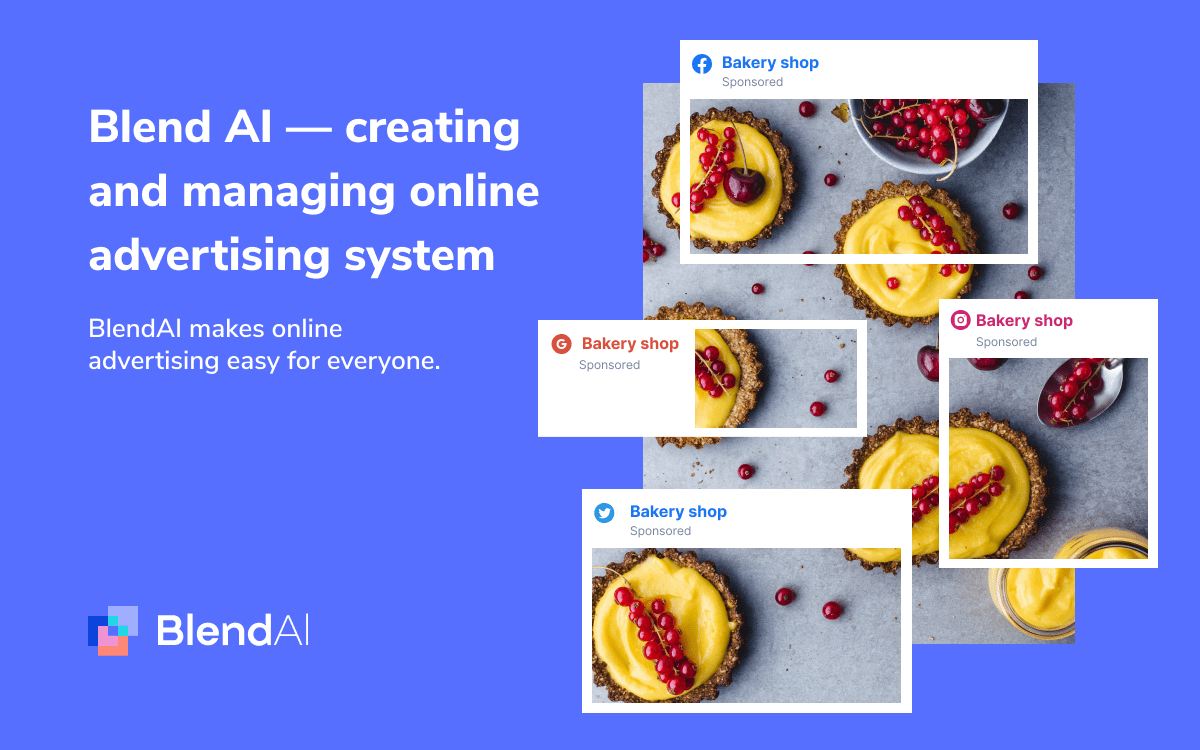 Blend AI — creating
and managing online
advertising system
BlendAI makes online
advertising easy for everyone.
BlendAI
Bakery shop
Sponsored
Bakery shop
Sponsored
Bakery shop
Sponsored
Bakery shop
Sponsored